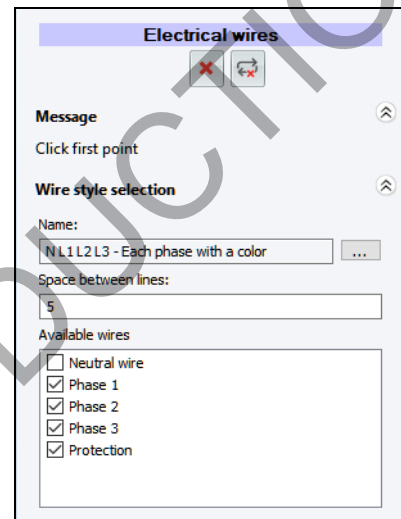 Electrical wires
Message
Click first point
Wire style selection
Name:
N L1 L2 L3 - Each phase with a color
...
Space between lines:
5
Available wires
Neutral wire
Phase 1
Phase 2
Phase 3
Protection
DUCTIO